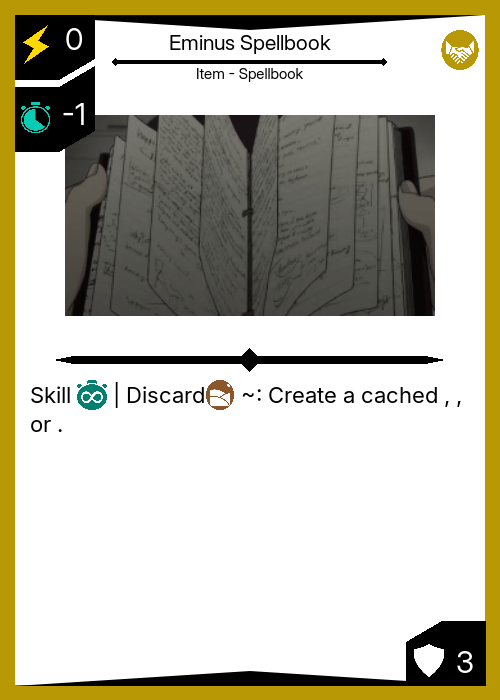 0
Eminus Spellbook
Item - Spellbook
-1
Skill | Discard ~: Create a cached , ,
or .
3